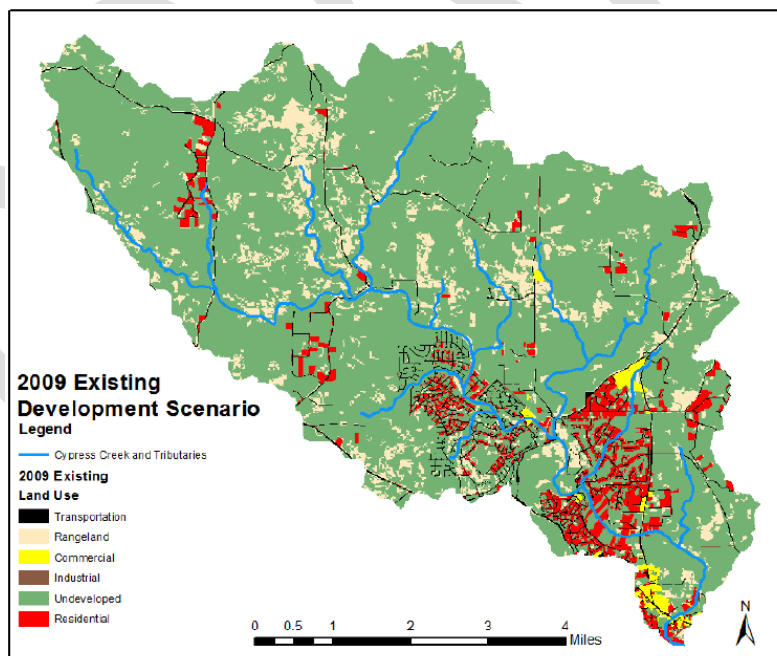 2009 Existing
Development Scenario
Legend
Cypress Creek and Tributaries
2009 Existing
Land Use
Transportation
Rangeland
Commercial
Industrial
Undeveloped
Residential
0 0.5 1 2 3 4
Miles
N